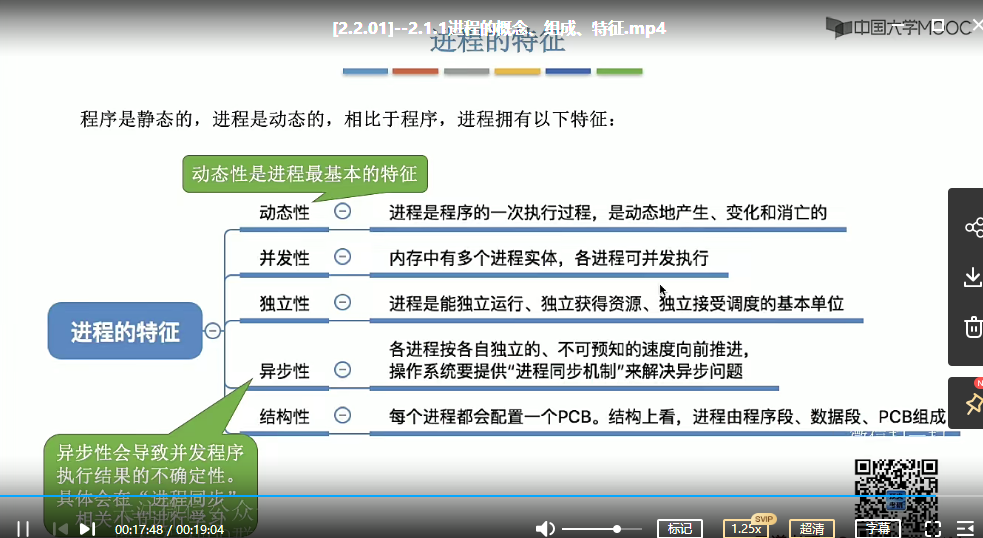 [2.2.01]--2.1.1进程的概念、组成、特征.mp4
中国大学MOOC
进程的特征
程序是静态的，进程是动态的，相比于程序，进程拥有以下特征：
动态性是进程最基本的特征
动态性
进程是程序的一次执行过程，是动态地产生、变化和消亡的
并发性
内存中有多个进程实体，各进程可并发执行
独立性
进程是能独立运行、独立获得资源、独立接受调度的基本单位
进程的特征
各进程按各自独立的、不可预知的速度向前推进，
异步性
操作系统要提供“进程同步机制”来解决异步问题
结构性
每个进程都会配置一个PCB。结构上看，进程由程序段、数据段、PCB组成
异步性会导致并发程序
执行结果的不确定性。
具体会在“进程同步”
相关小节进行学习
00:17:48 / 00:19:04
标记
1.25x
SVIP
超清
字幕